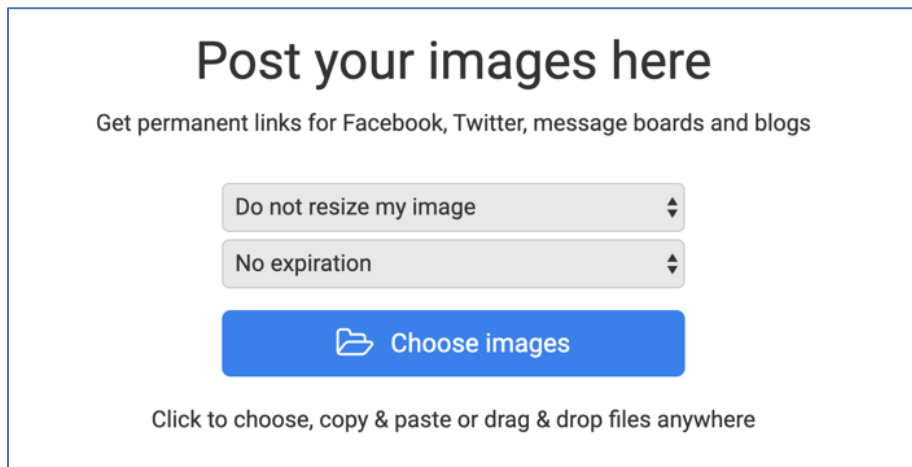 Post your images here
Get permanent links for Facebook, Twitter, message boards and blogs
Do not resize my image
No expiration
Choose images
Click to choose, copy & paste or drag & drop files anywhere